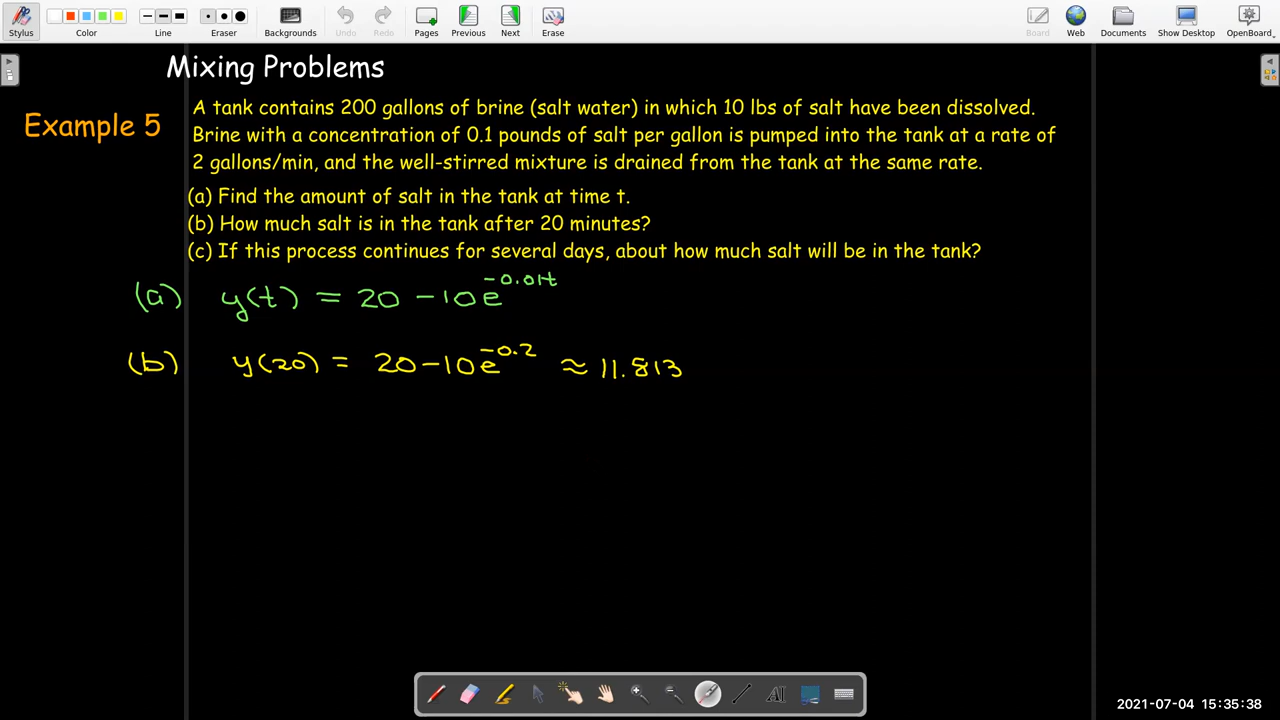 Stylus Color Line Eraser Backgrounds Undo Redo Pages Previous Next Erase Board Web Documents Show Desktop OpenBoard
Mixing Problems
Example 5
A tank contains 200 gallons of brine (salt water) in which 10 lbs of salt have been dissolved.
Brine with a concentration of 0.1 pounds of salt per gallon is pumped into the tank at a rate of
2 gallons/min, and the well-stirred mixture is drained from the tank at the same rate.
(a) Find the amount of salt in the tank at time t.
(b) How much salt is in the tank after 20 minutes?
(c) If this process continues for several days, about how much salt will be in the tank?
(a) y(t) = 20 - 10e^{-0.01t}
(b) y(20) = 20 - 10e^{-0.2} ≈ 11.813
AI
2021-07-04 15:35:38